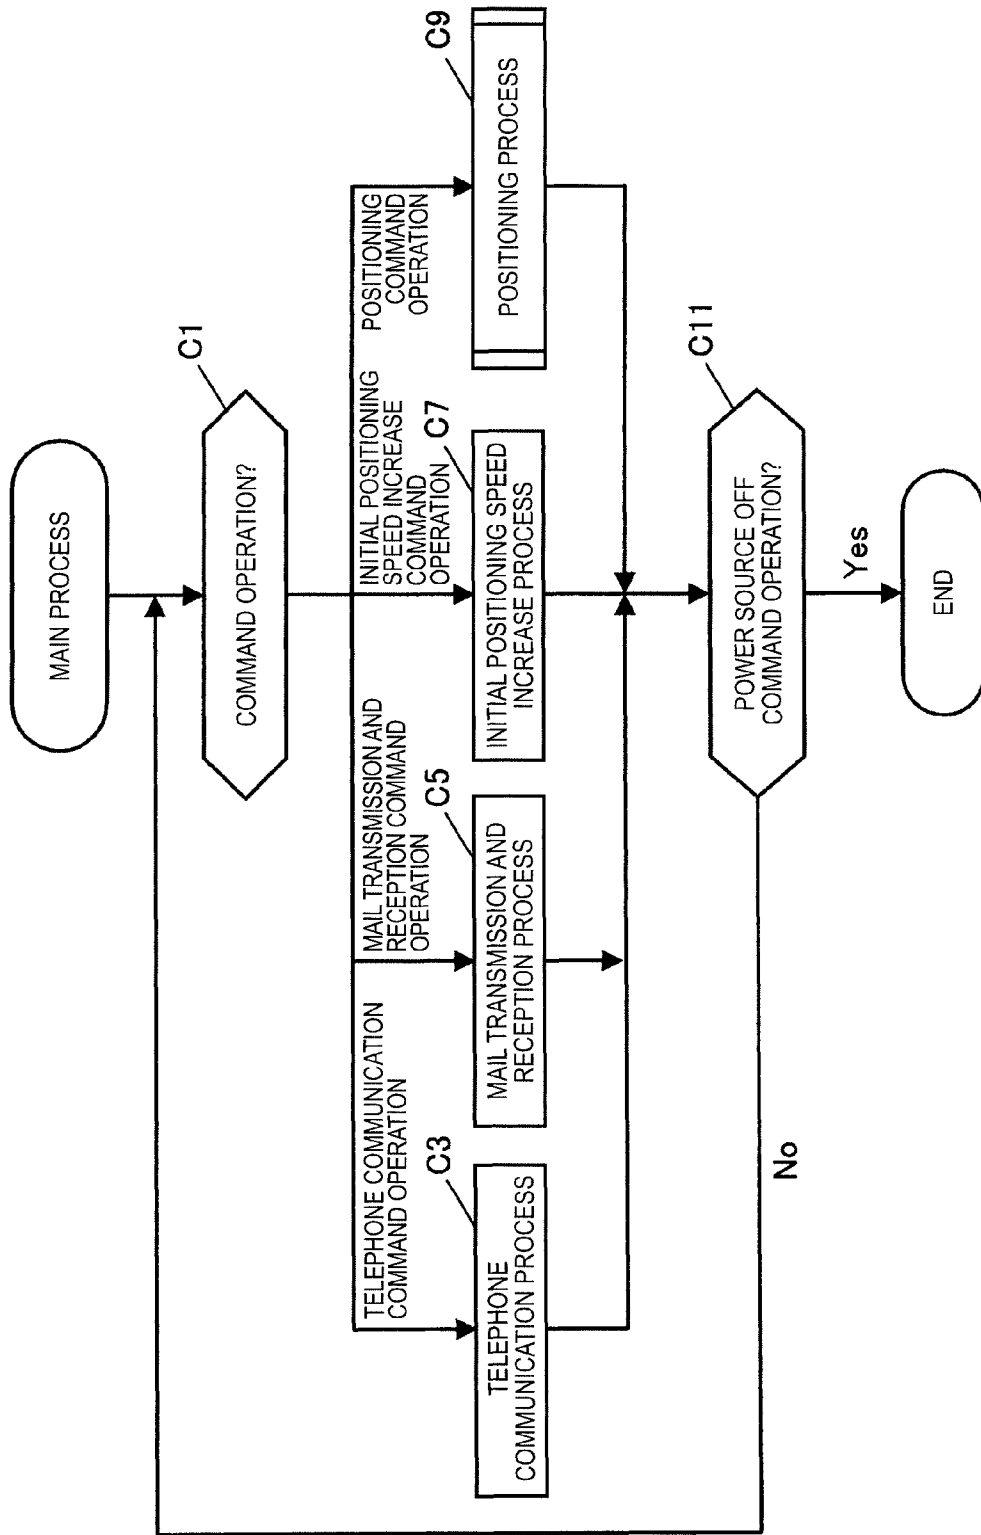 MAIN PROCESS
C1
COMMAND OPERATION?
TELEPHONE COMMUNICATION
COMMAND OPERATION
MAIL TRANSMISSION AND
RECEPTION COMMAND
OPERATION
INITIAL POSITIONING
SPEED INCREASE
COMMAND
OPERATION
POSITIONING
COMMAND
OPERATION
C3
TELEPHONE
COMMUNICATION PROCESS
C5
MAIL TRANSMISSION AND
RECEPTION PROCESS
C7
INITIAL POSITIONING SPEED
INCREASE PROCESS
C9
POSITIONING PROCESS
C11
POWER SOURCE OFF
COMMAND OPERATION?
No
Yes
END